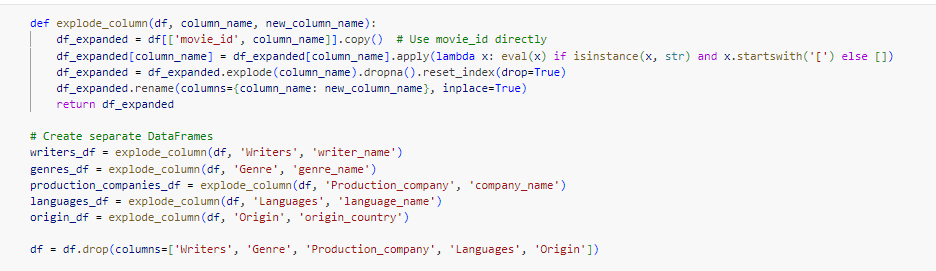 def explode_column(df, column_name, new_column_name):
    df_expanded = df[['movie_id', column_name]].copy()  # Use movie_id directly
    df_expanded[column_name] = df_expanded[column_name].apply(lambda x: eval(x) if isinstance(x, str) and x.startswith('[') else [])
    df_expanded = df_expanded.explode(column_name).dropna().reset_index(drop=True)
    df_expanded.rename(columns={column_name: new_column_name}, inplace=True)
    return df_expanded

# Create separate DataFrames
writers_df = explode_column(df, 'Writers', 'writer_name')
genres_df = explode_column(df, 'Genre', 'genre_name')
production_companies_df = explode_column(df, 'Production_company', 'company_name')
languages_df = explode_column(df, 'Languages', 'language_name')
origin_df = explode_column(df, 'Origin', 'origin_country')

df = df.drop(columns=['Writers', 'Genre', 'Production_company', 'Languages', 'Origin'])